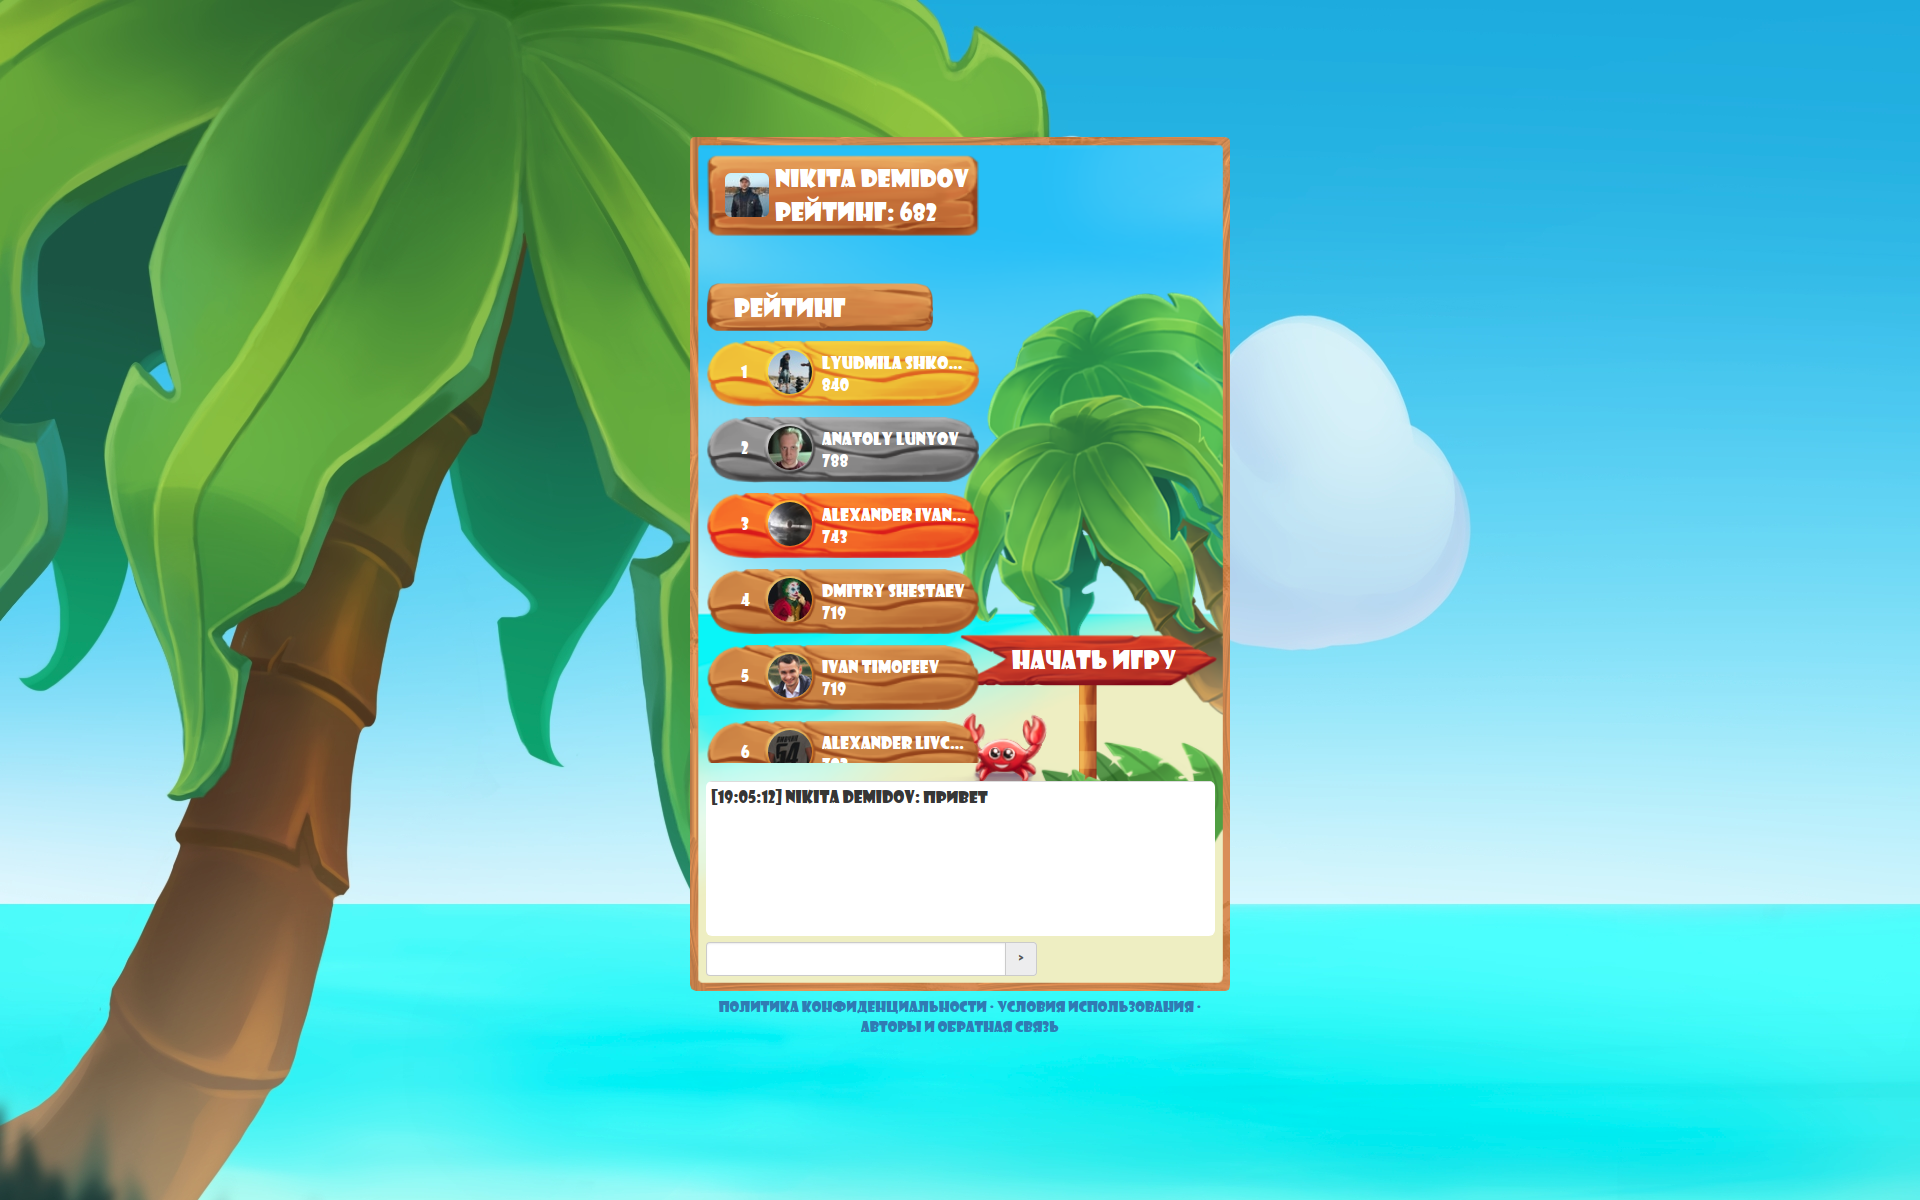 NIKITA DEMIDOV
РЕЙТИНГ: 682
РЕЙТИНГ
1
LYUDMILA SHKO...
840
2
ANATOLY LUNYOV
788
3
ALEXANDER IVAN...
743
4
DMITRY SHESTAEV
719
5
IVAN TIMOFEEV
719
6
ALEXANDER LIVC...
НАЧАТЬ ИГРУ
[19:05:12] NIKITA DEMIDOV: ПРИВЕТ
>
ПОЛИТИКА КОНФИДЕНЦИАЛЬНОСТИ · УСЛОВИЯ ИСПОЛЬЗОВАНИЯ ·
АВТОРЫ И ОБРАТНАЯ СВЯЗЬ